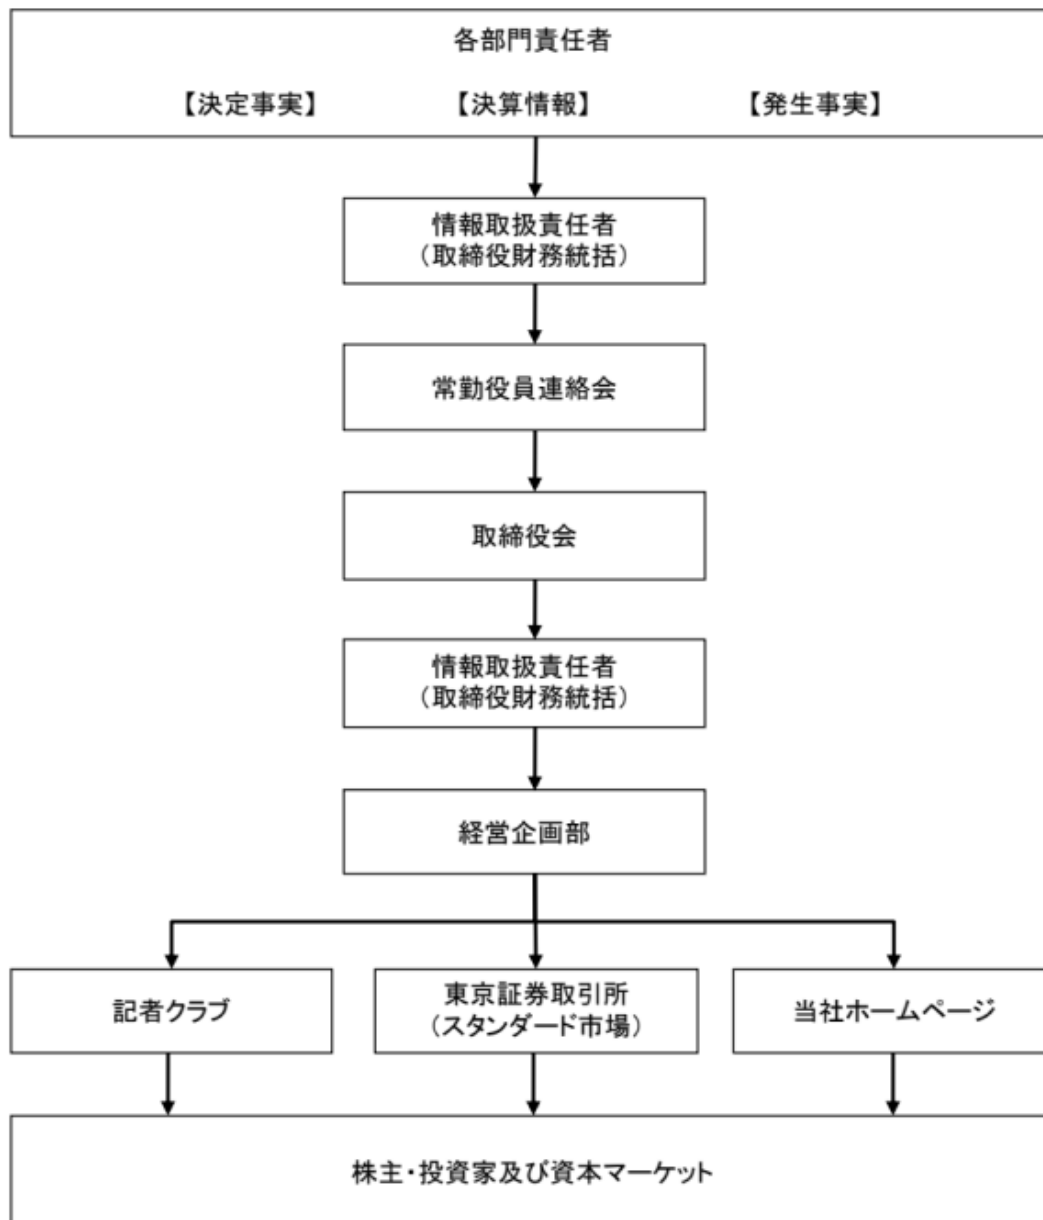 各部門責任者
【決定事実】 【決算情報】 【発生事実】
情報取扱責任者
（取締役財務統括）
常勤役員連絡会
取締役会
情報取扱責任者
（取締役財務統括）
経営企画部
記者クラブ
東京証券取引所
（スタンダード市場）
当社ホームページ
株主・投資家及び資本マーケット